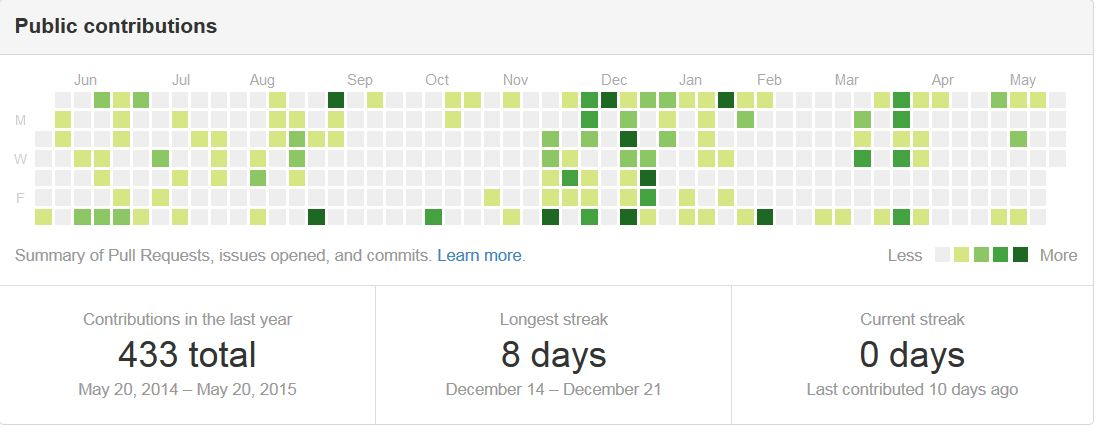 Public contributions
Jun Jul Aug Sep Oct Nov Dec Jan Feb Mar Apr May
M
W
F
Summary of Pull Requests, issues opened, and commits. Learn more.
Less More
Contributions in the last year
433 total
May 20, 2014 – May 20, 2015
Longest streak
8 days
December 14 – December 21
Current streak
0 days
Last contributed 10 days ago